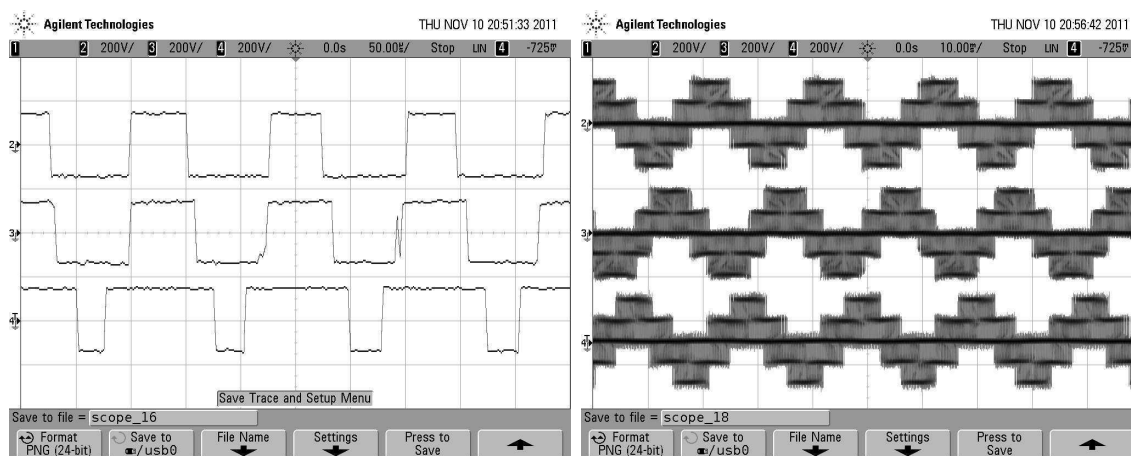 Agilent Technologies THU NOV 10 20:51:33 2011
1 2 200V/ 3 200V/ 4 200V/ 0.0s 50.00µ/ Stop LIN 4 -725V
2
3
4
Save Trace and Setup Menu
Save to file = scope_16
Format PNG (24-bit)
Save to /usb0
File Name
Settings
Press to Save
Agilent Technologies THU NOV 10 20:56:42 2011
1 2 200V/ 3 200V/ 4 200V/ 0.0s 10.00 /  Stop LIN 4 -725V
2
3
4
Save to file = scope_18
Format PNG (24-bit)
Save to /usb0
File Name
Settings
Press to Save